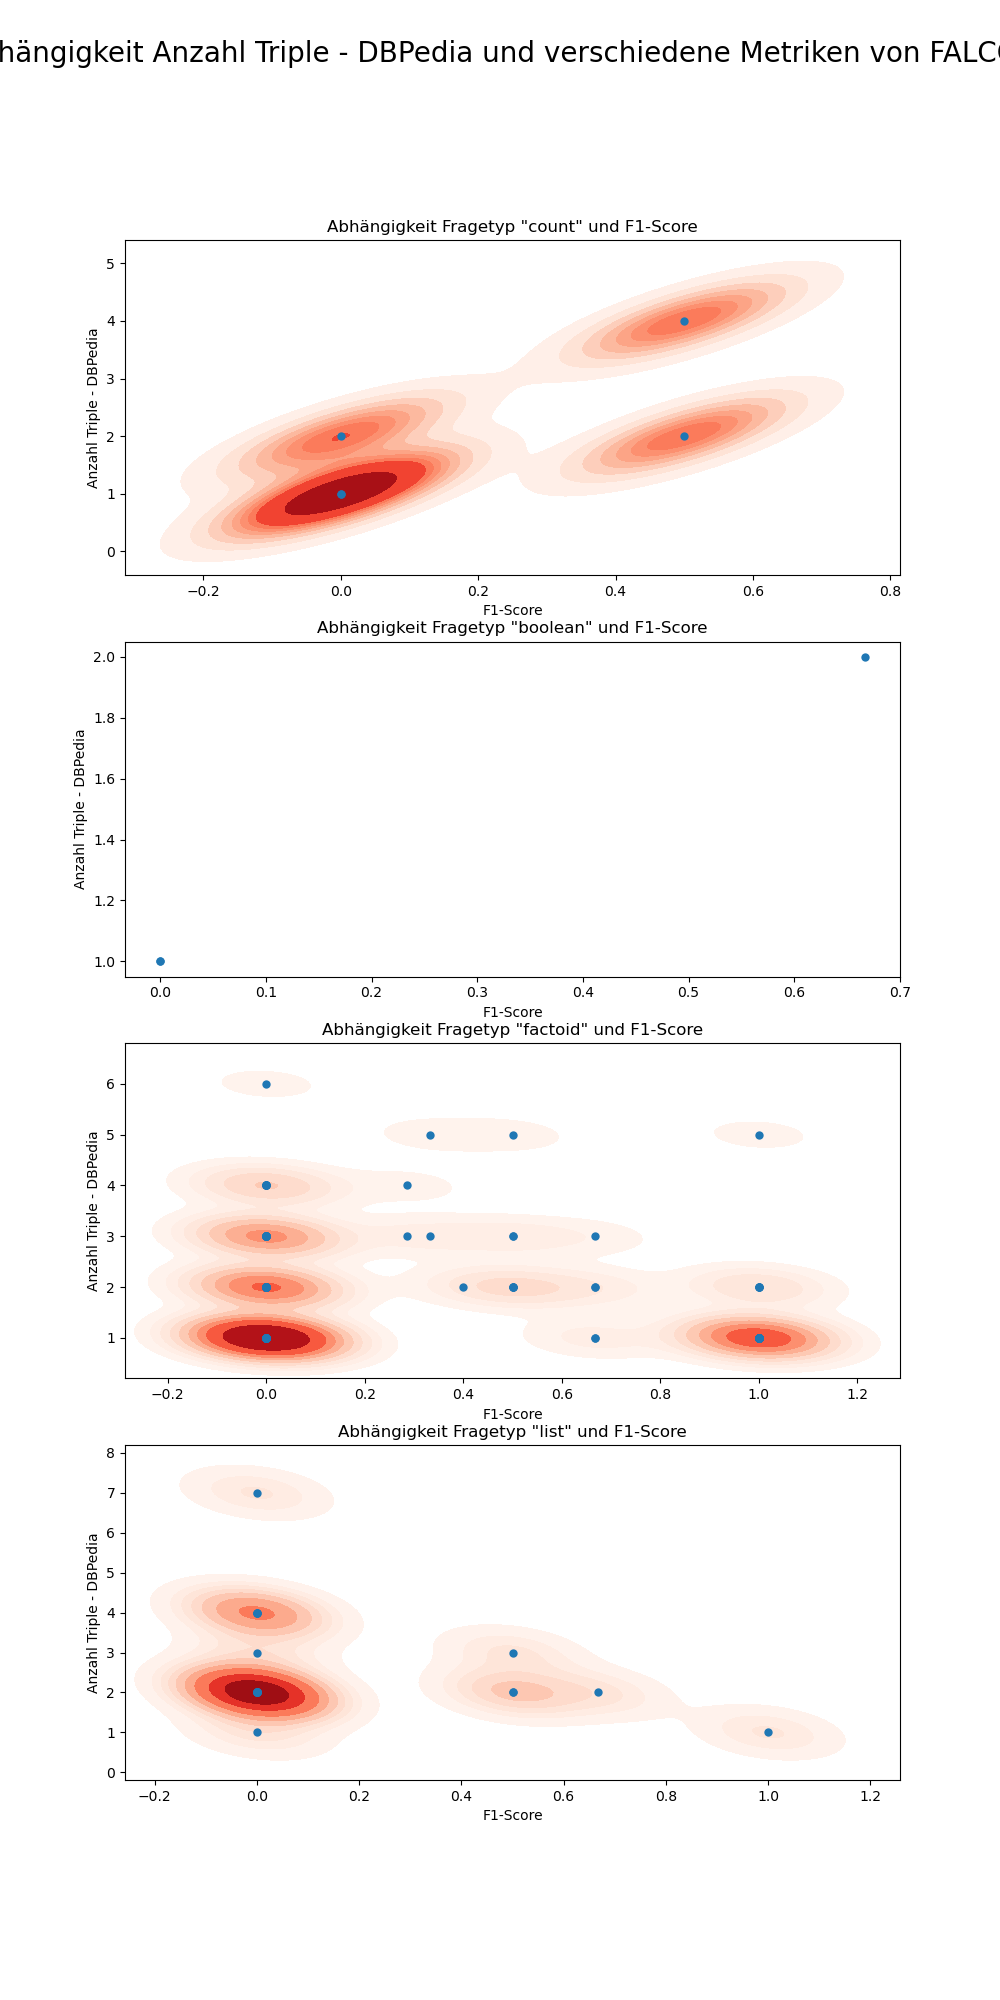 hängigkeit Anzahl Triple - DBPedia und verschiedene Metriken von FALC
Abhängigkeit Fragetyp "count" und F1-Score
Anzahl Triple - DBPedia
5
4
3
2
1
0
−0.2 0.0 0.2 0.4 0.6 0.8
F1-Score
Abhängigkeit Fragetyp "boolean" und F1-Score
Anzahl Triple - DBPedia
2.0
1.8
1.6
1.4
1.2
1.0
0.0 0.1 0.2 0.3 0.4 0.5 0.6 0.7
F1-Score
Abhängigkeit Fragetyp "factoid" und F1-Score
Anzahl Triple - DBPedia
6
5
4
3
2
1
−0.2 0.0 0.2 0.4 0.6 0.8 1.0 1.2
F1-Score
Abhängigkeit Fragetyp "list" und F1-Score
Anzahl Triple - DBPedia
8
7
6
5
4
3
2
1
0
−0.2 0.0 0.2 0.4 0.6 0.8 1.0 1.2
F1-Score